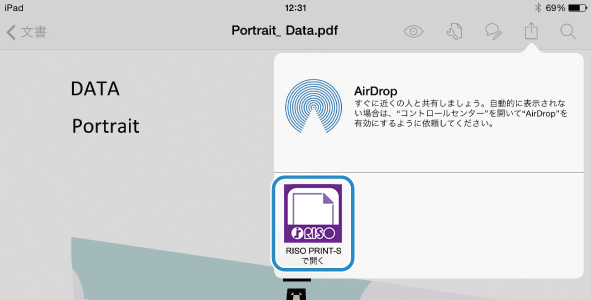 iPad 12:31 69%
文書 Portrait_ Data.pdf
DATA
Portrait
AirDrop
すぐに近くの人と共有しましょう。自動的に表示されな
い場合は、“コントロールセンター”を開いて“AirDrop”を
有効にするように依頼してください。
RISO
RISO PRINT-S
で開く